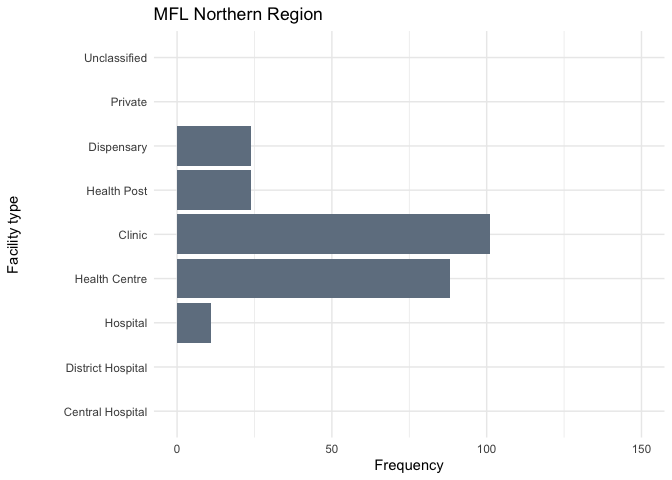 MFL Northern Region
Unclassified
Private
Dispensary
Health Post
Clinic
Health Centre
Hospital
District Hospital
Central Hospital
Facility type
0 50 100 150
Frequency